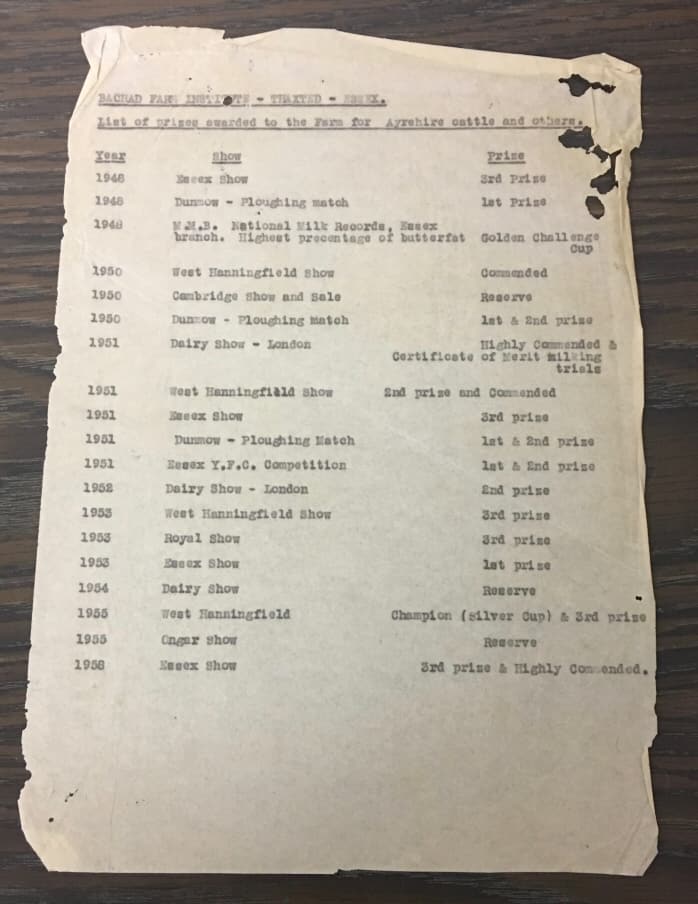 BACHAD FARM INSTITUTE - THAXTED - ESSEX.
List of prizes awarded to the Farm for Ayrehire cattle and others.
Year Show Prize
1948 Essex Show 3rd Prize
1948 Dunmow - Ploughing match 1st Prize
1948 M.M.B. National Milk Records, Essex
branch. Highest precentage of butterfat Golden Challenge
Cup
1950 West Hanningfield Show Commended
1950 Cambridge Show and Sale Reserve
1950 Dunmow - Ploughing match 1st & 2nd prize
1951 Dairy Show - London Highly Commended &
Certificate of Merit milking
trials
1951 West Hanningfield Show 2nd prize and Commended
1951 Essex Show 3rd prize
1951 Dunmow - Ploughing Match 1st & 2nd prize
1951 Essex Y.F.C. Competition 1st & 2nd prize
1952 Dairy Show - London 2nd prize
1953 West Hanningfield Show 3rd prize
1953 Royal Show 3rd prize
1953 Essex Show 1st prize
1954 Dairy Show Reserve
1955 West Hanningfield Champion (Silver Cup) & 3rd prize
1955 Ongar Show Reserve
1958 Essex Show 3rd prize & Highly Commended.